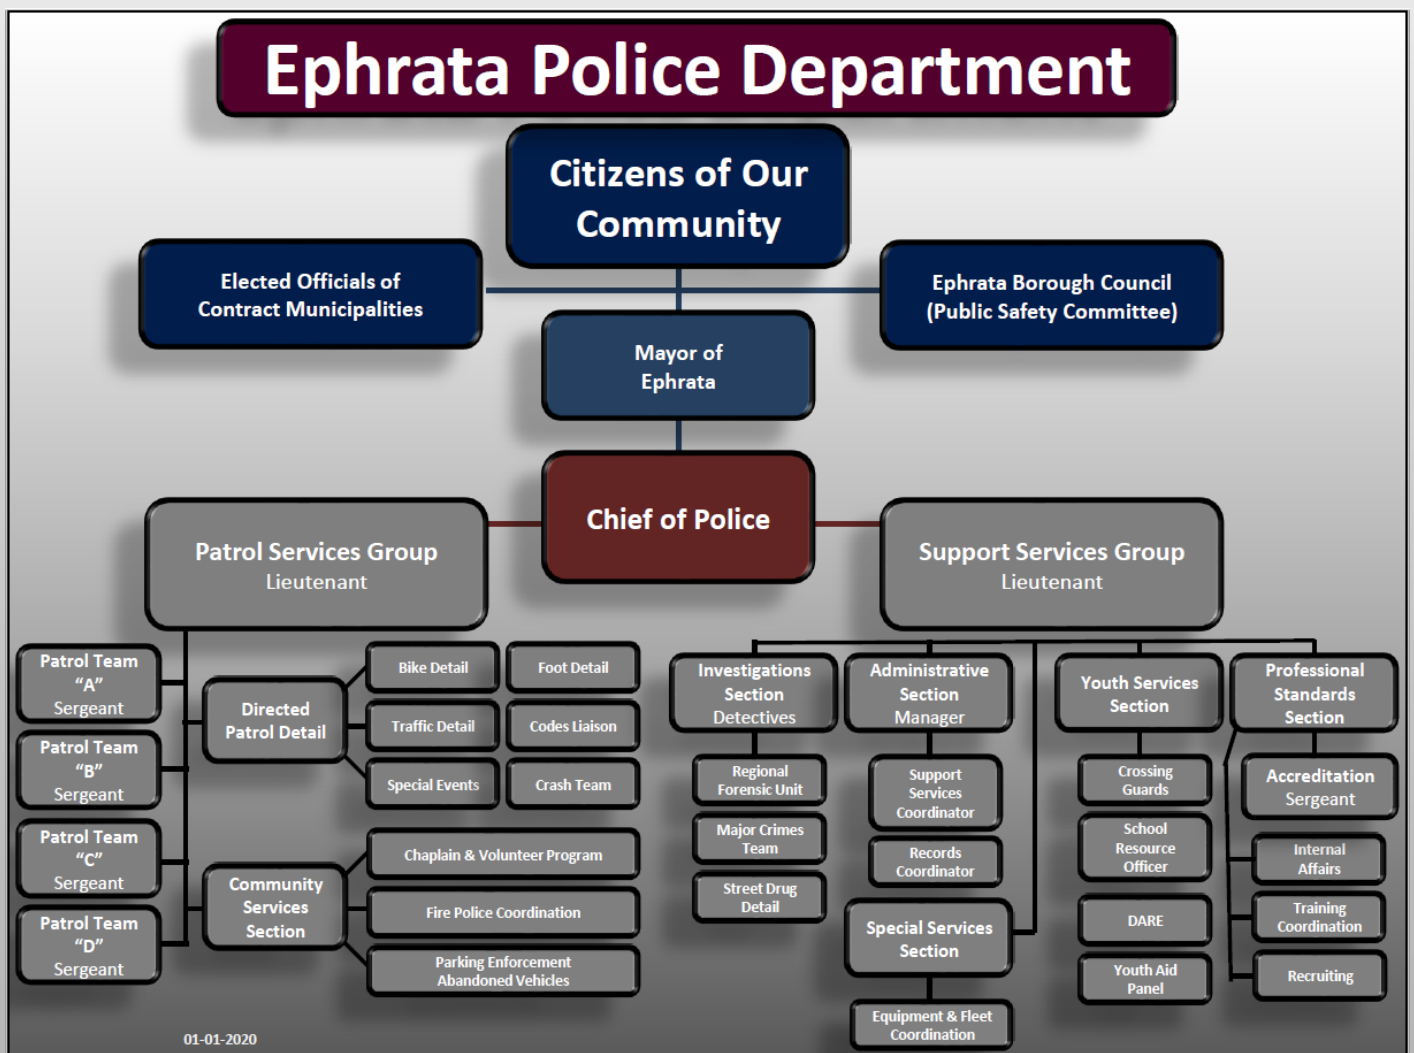 Ephrata Police Department
Citizens of Our
Community
Elected Officials of
Contract Municipalities
Ephrata Borough Council
(Public Safety Committee)
Mayor of
Ephrata
Chief of Police
Patrol Services Group
Lieutenant
Support Services Group
Lieutenant
Patrol Team
“A”
Sergeant
Patrol Team
“B”
Sergeant
Patrol Team
“C”
Sergeant
Patrol Team
“D”
Sergeant
Directed
Patrol Detail
Bike Detail
Foot Detail
Traffic Detail
Codes Liaison
Special Events
Crash Team
Community
Services
Section
Chaplain & Volunteer Program
Fire Police Coordination
Parking Enforcement
Abandoned Vehicles
Investigations
Section
Detectives
Regional
Forensic Unit
Major Crimes
Team
Street Drug
Detail
Administrative
Section
Manager
Support
Services
Coordinator
Records
Coordinator
Special Services
Section
Equipment & Fleet
Coordination
Youth Services
Section
Crossing
Guards
School
Resource
Officer
DARE
Youth Aid
Panel
Professional
Standards
Section
Accreditation
Sergeant
Internal
Affairs
Training
Coordination
Recruiting
01-01-2020